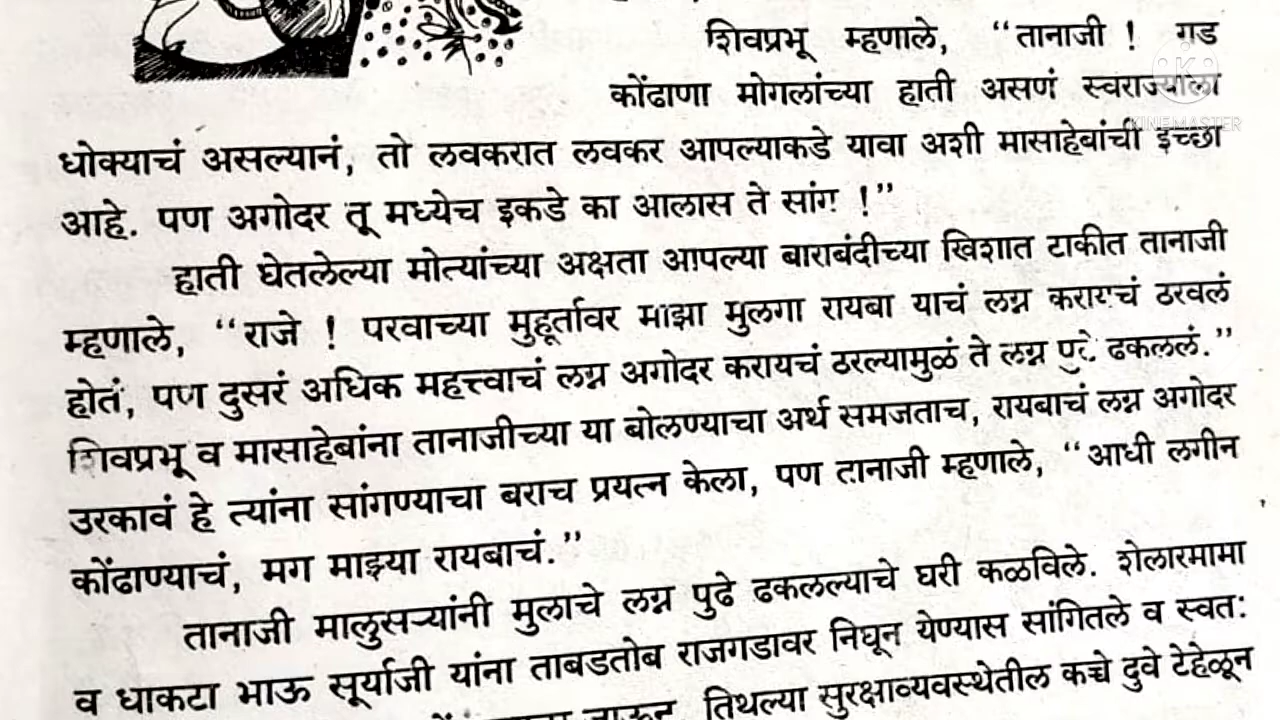 शिवप्रभू म्हणाले, “तानाजी ! गड
कोंढाणा मोगलांच्या हाती असणं स्वराज्याला
KINEMASTER
धोक्याचं असल्यानं, तो लवकरात लवकर आपल्याकडे यावा अशी मासाहेबांची इच्छा
आहे. पण अगोदर तू मध्येच इकडे का आलास ते सांग !”
हाती घेतलेल्या मोत्यांच्या अक्षता आपल्या बाराबंदीच्या खिशात टाकीत तानाजी
म्हणाले, “राजे ! परवाच्या मुहूर्तावर माझा मुलगा रायबा याचं लग्न करायचं ठरवलं
होतं, पण दुसरं अधिक महत्त्वाचं लग्न अगोदर करायचं ठरल्यामुळं ते लग्न पुढे ढकललं.”
शिवप्रभू व मासाहेबांना तानाजीच्या या बोलण्याचा अर्थ समजताच, रायबाचं लग्न अगोदर
उरकावं हे त्यांना सांगण्याचा बराच प्रयत्न केला, पण तानाजी म्हणाले, “आधी लगीन
कोंढाण्याचं, मग माझ्या रायबाचं.”
तानाजी मालुसऱ्यांनी मुलाचे लग्न पुढे ढकलल्याचे घरी कळविले. शेलारमामा
व धाकटा भाऊ सूर्याजी यांना ताबडतोब राजगडावर निघून येण्यास सांगितले व स्वतः
जाऊन, तिथल्या सुरक्षाव्यवस्थेतील कच्चे दुवे टेहेळून